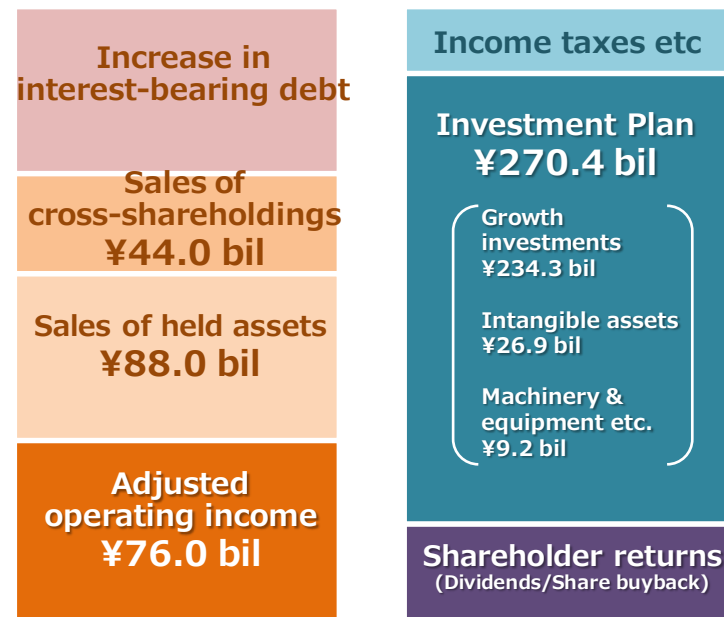 Increase in
interest-bearing debt
Sales of
cross-shareholdings
¥44.0 bil
Sales of held assets
¥88.0 bil
Adjusted
operating income
¥76.0 bil
Income taxes etc
Investment Plan
¥270.4 bil
Growth
investments
¥234.3 bil
Intangible assets
¥26.9 bil
Machinery &
equipment etc.
¥9.2 bil
Shareholder returns
(Dividends/Share buyback)